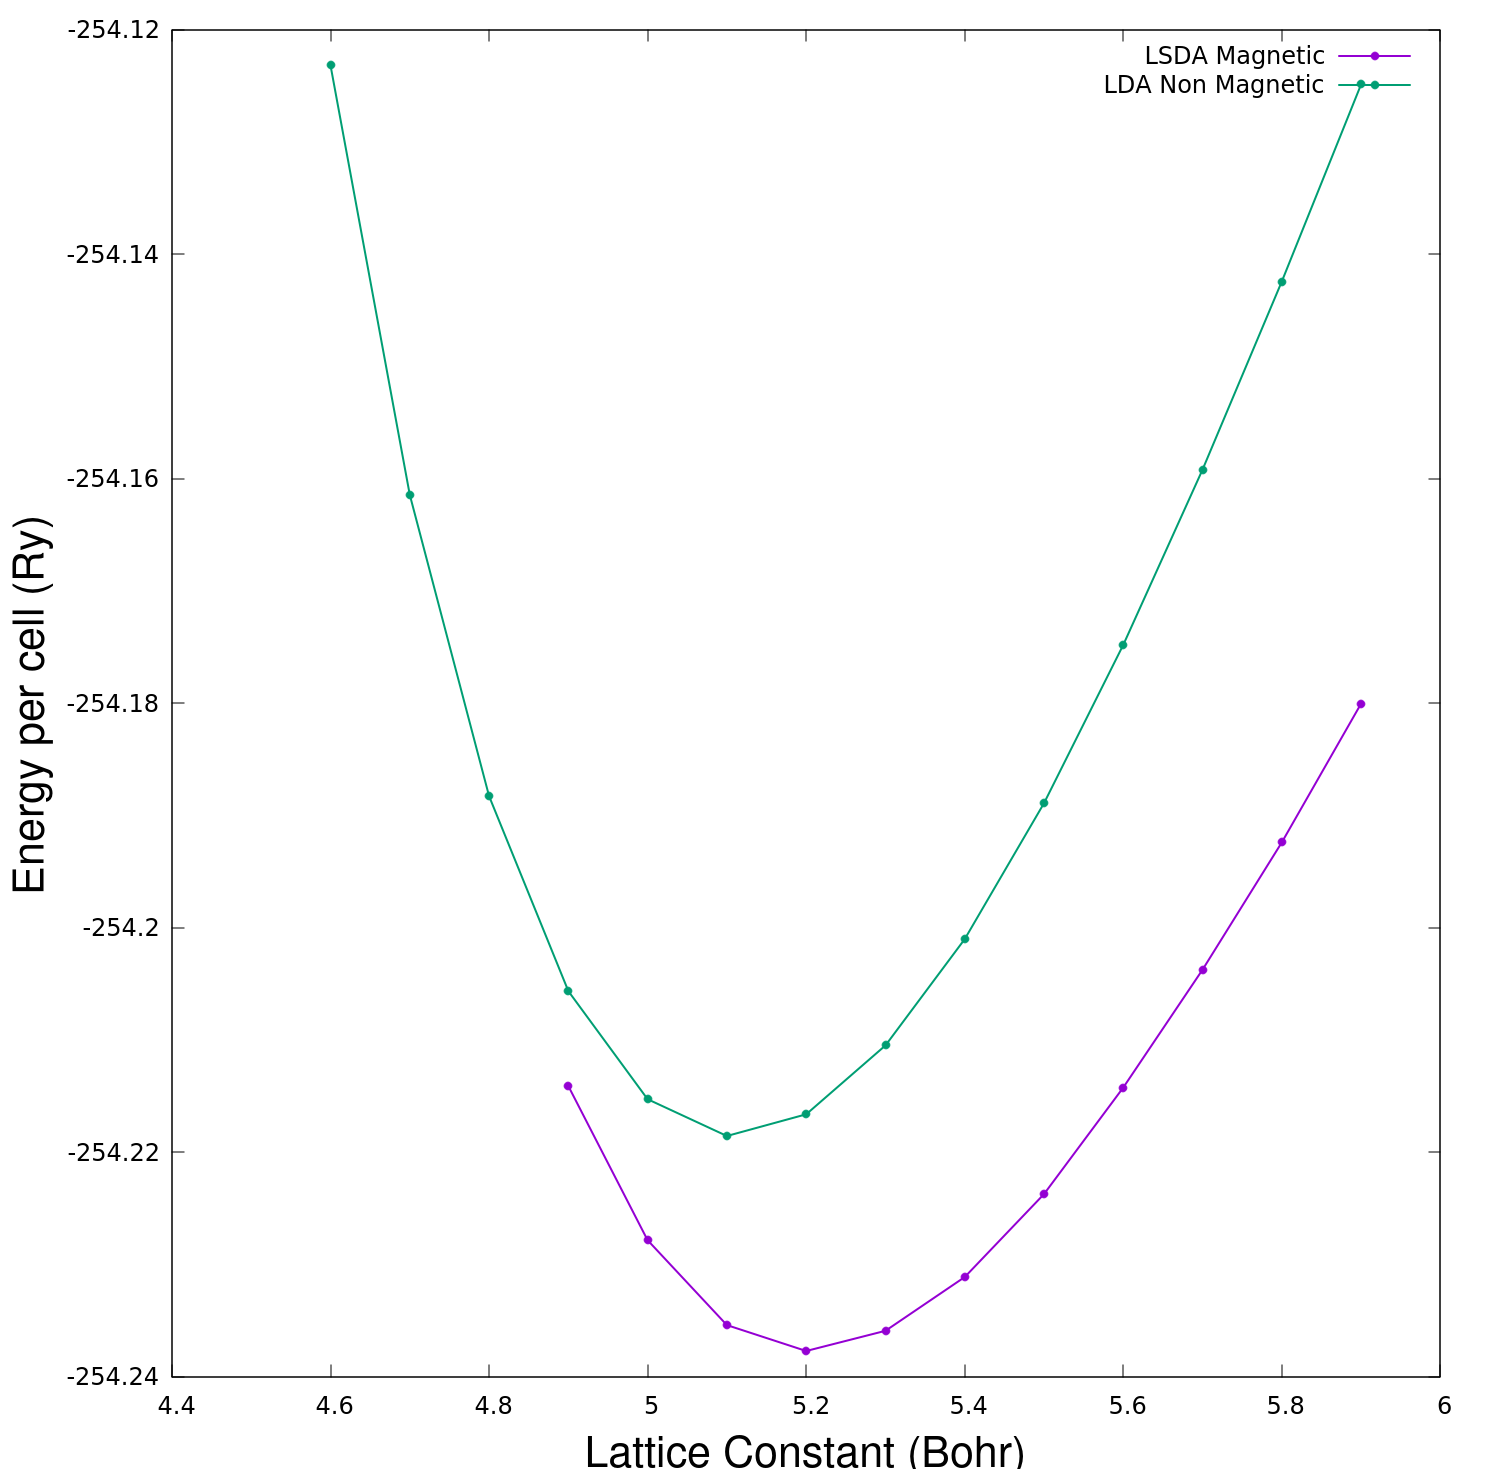 -254.12
-254.14
-254.16
-254.18
-254.2
-254.22
-254.24
4.4 4.6 4.8 5 5.2 5.4 5.6 5.8 6
Energy per cell (Ry)
Lattice Constant (Bohr)
LSDA Magnetic
LDA Non Magnetic